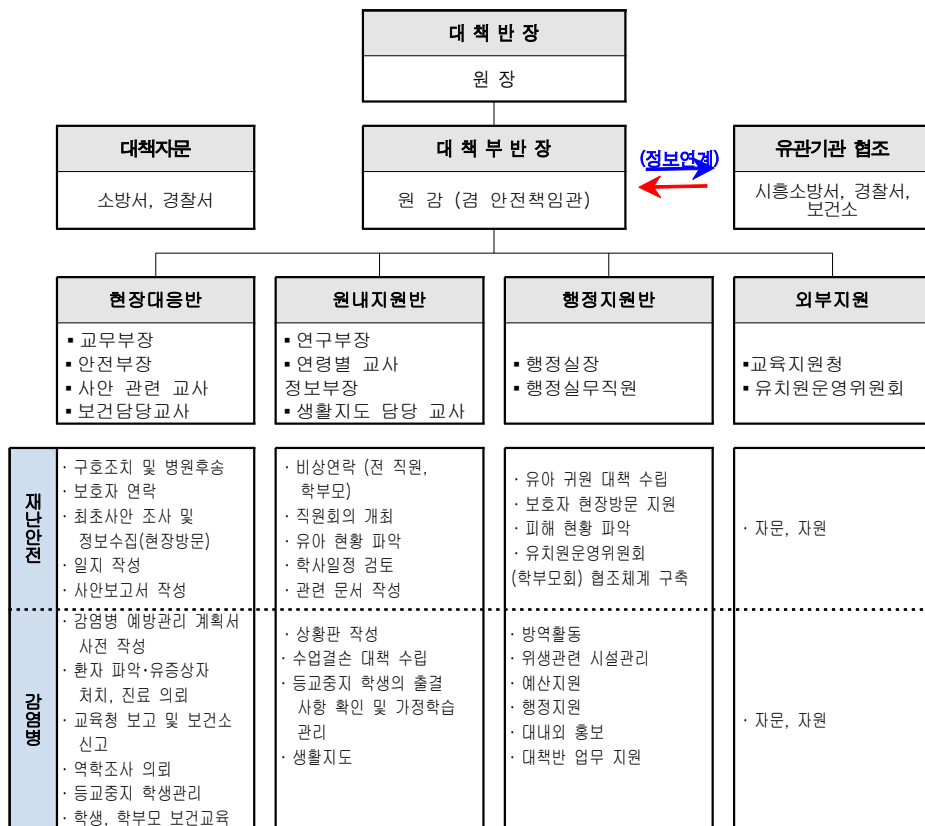 대 책 반 장
원 장
대책자문
소방서, 경찰서
대 책 부 반 장
원 감 (겸 안전책임관)
(정보연계)
유관기관 협조
시흥소방서, 경찰서,
보건소
현장대응반
▪ 교무부장
▪ 안전부장
▪ 사안 관련 교사
▪ 보건담당교사
원내지원반
▪ 연구부장
▪ 연령별 교사
정보부장
▪ 생활지도 담당 교사
행정지원반
▪ 행정실장
▪ 행정실무직원
외부지원
▪교육지원청
▪ 유치원운영위원회
재난안전
· 구호조치 및 병원후송
· 보호자 연락
· 최초사안 조사 및
정보수집(현장방문)
· 일지 작성
· 사안보고서 작성
· 비상연락 (전 직원,
학부모)
· 직원회의 개최
· 유아 현황 파악
· 학사일정 검토
· 관련 문서 작성
· 유아 귀원 대책 수립
· 보호자 현장방문 지원
· 피해 현황 파악
· 유치원운영위원회
(학부모회) 협조체계 구축
· 자문, 자원
감염병
· 감염병 예방관리 계획서
사전 작성
· 환자 파악·유증상자
처치, 진료 의뢰
· 교육청 보고 및 보건소
신고
· 역학조사 의뢰
· 등교중지 학생관리
· 학생, 학부모 보건교육
· 상황판 작성
· 수업결손 대책 수립
· 등교중지 학생의 출결
사항 확인 및 가정학습
관리
· 생활지도
· 방역활동
· 위생관련 시설관리
· 예산지원
· 행정지원
· 대내외 홍보
· 대책반 업무 지원
· 자문, 자원